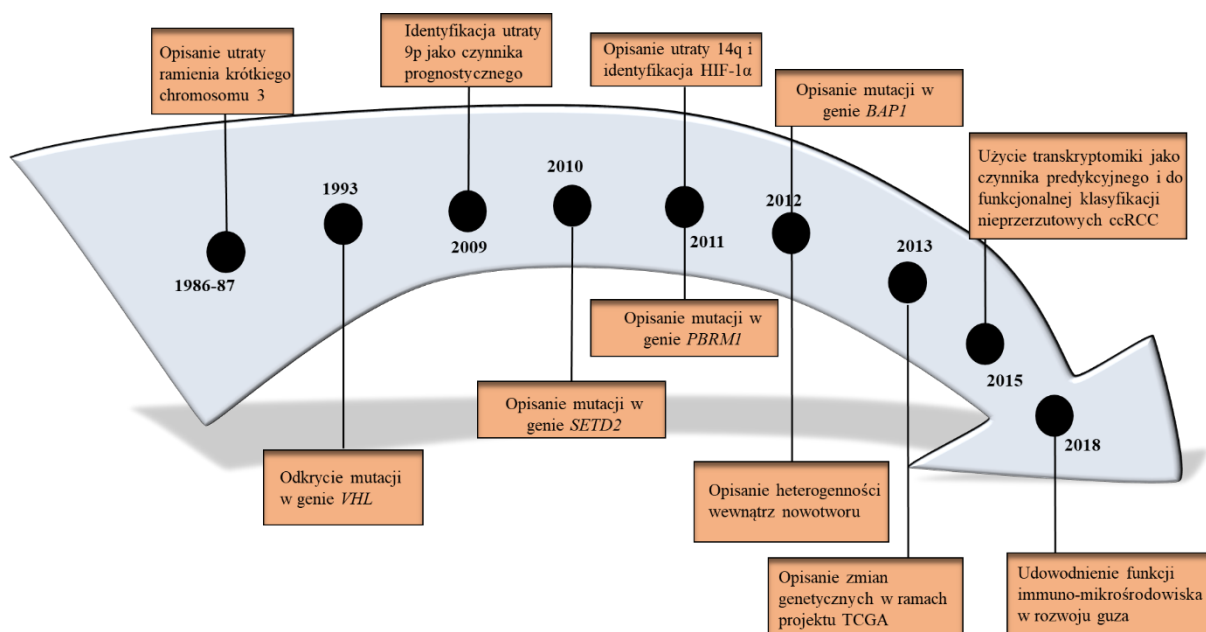 Opisanie utraty
ramienia krótkiego
chromosomu 3
1986-87
1993
Odkrycie mutacji
w genie VHL
Identyfikacja utraty
9p jako czynnika
prognostycznego
2009
2010
Opisanie mutacji w
genie SETD2
Opisanie utraty 14q i
identyfikacja HIF-1α
2011
Opisanie mutacji w
genie PBRM1
Opisanie mutacji w
genie BAP1
2012
Opisanie heterogenności
wewnątrz nowotworu
2013
Opisanie zmian
genetycznych w ramach
projektu TCGA
Użycie transkryptomiki jako
czynnika predykcyjnego i do
funkcjonalnej klasyfikacji
nieprzerzutowych ccRCC
2015
2018
Udowodnienie funkcji
immuno-mikrośrodowiska
w rozwoju guza